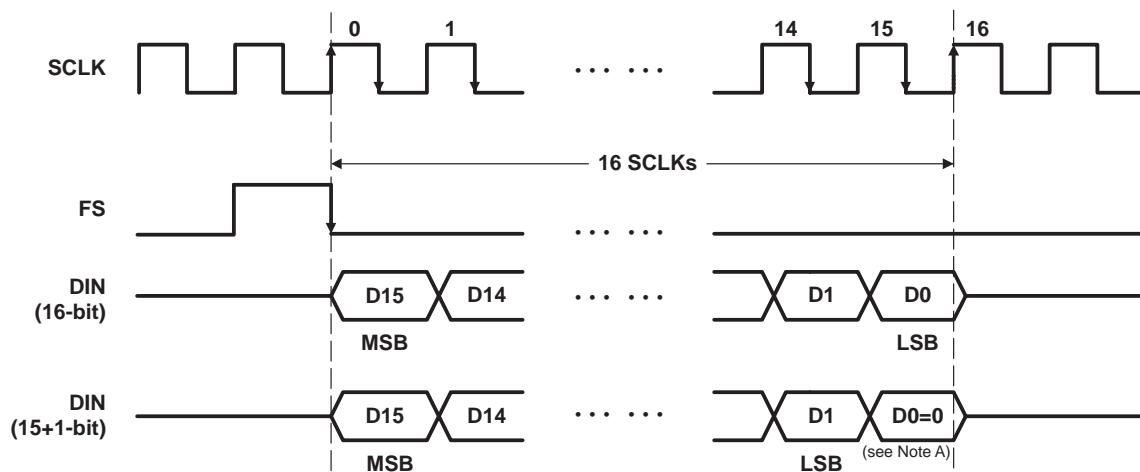 0 1 14 15 16
SCLK ... ... 
16 SCLKs
FS ... ...
DIN
(16-bit)
D15 D14 ... ... D1 D0
MSB LSB
DIN
(15+1-bit)
D15 D14 ... ... D1 D0=0
MSB LSB (see Note A)